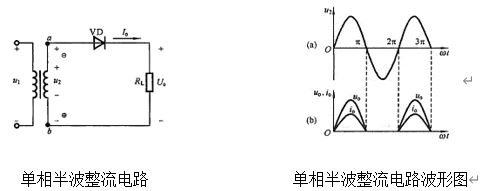 a
VD
I₀
+
+
+
⊖
u₁
u₂
R_L
U₀
−
−
⊕
−
b
u₂
(a)
O
π
2π
3π
ωt
u₀, i₀
(b)
u₀
i₀
u₀
i₀
O
ωt
单相半波整流电路
单相半波整流电路波形图